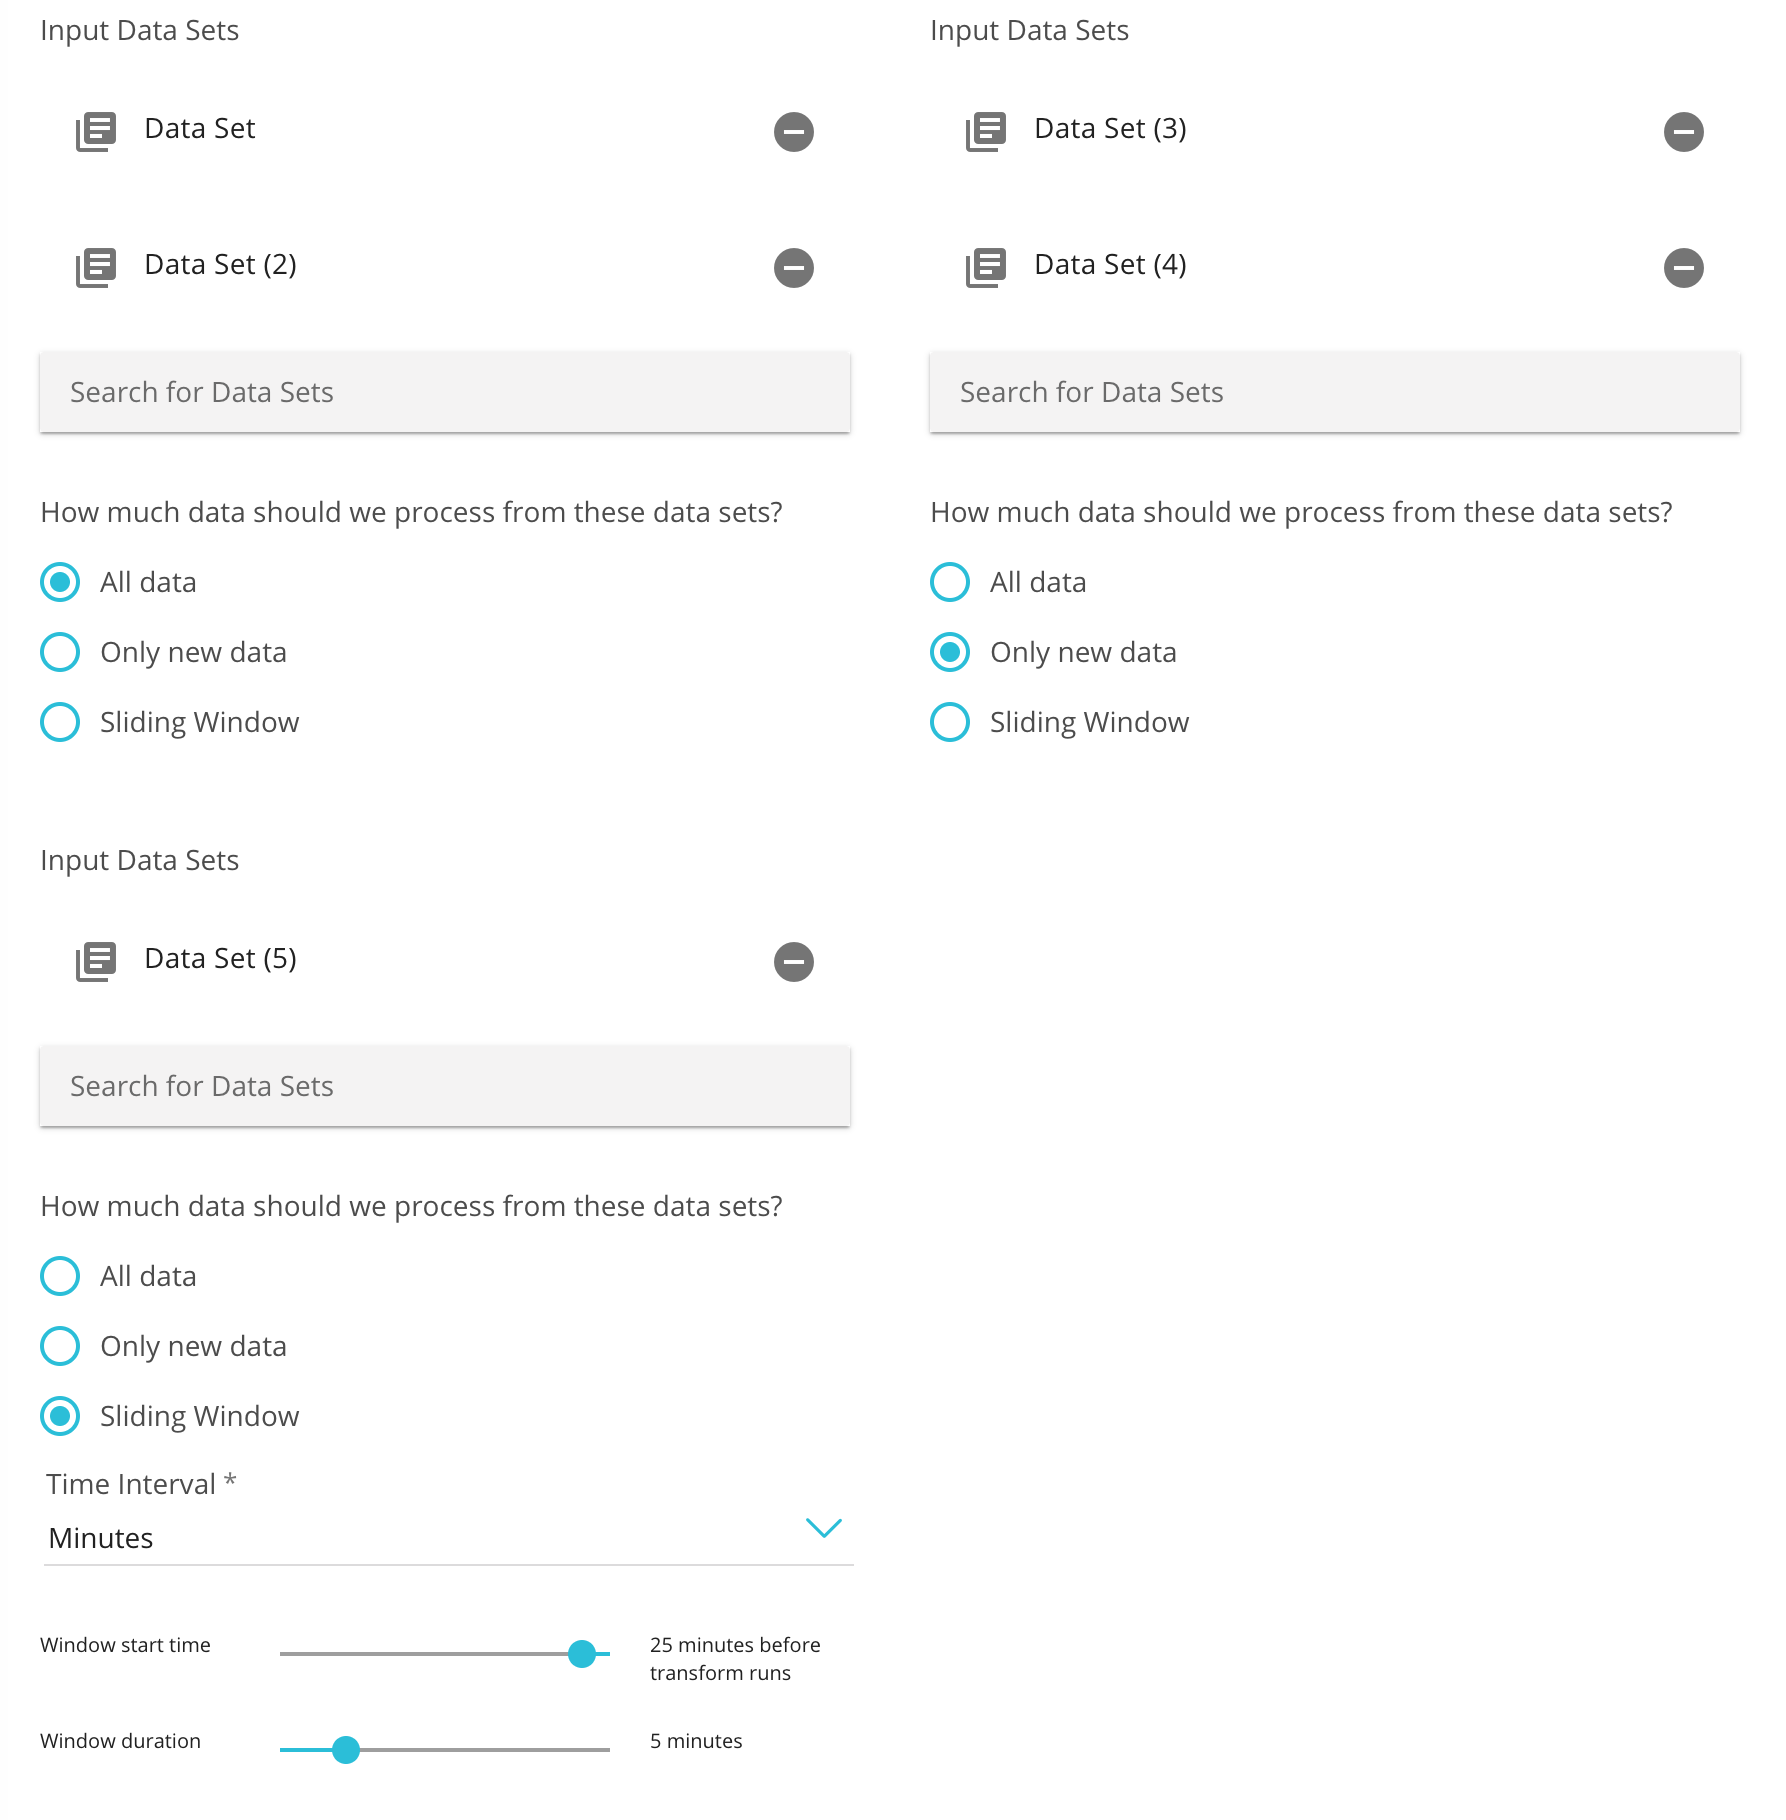 Input Data Sets
Data Set
Data Set (2)
Search for Data Sets
How much data should we process from these data sets?
All data
Only new data
Sliding Window
Input Data Sets
Data Set (3)
Data Set (4)
Search for Data Sets
How much data should we process from these data sets?
All data
Only new data
Sliding Window
Input Data Sets
Data Set (5)
Search for Data Sets
How much data should we process from these data sets?
All data
Only new data
Sliding Window
Time Interval *
Minutes
Window start time
25 minutes before
transform runs
Window duration
5 minutes